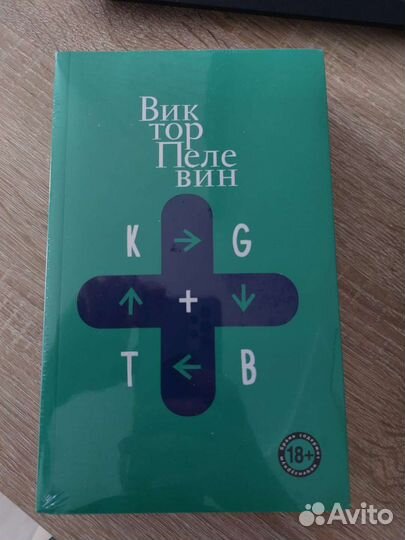 Вик
тор
Пеле
вин
K → G
↑ + ↓
T ← B
18+
Avito